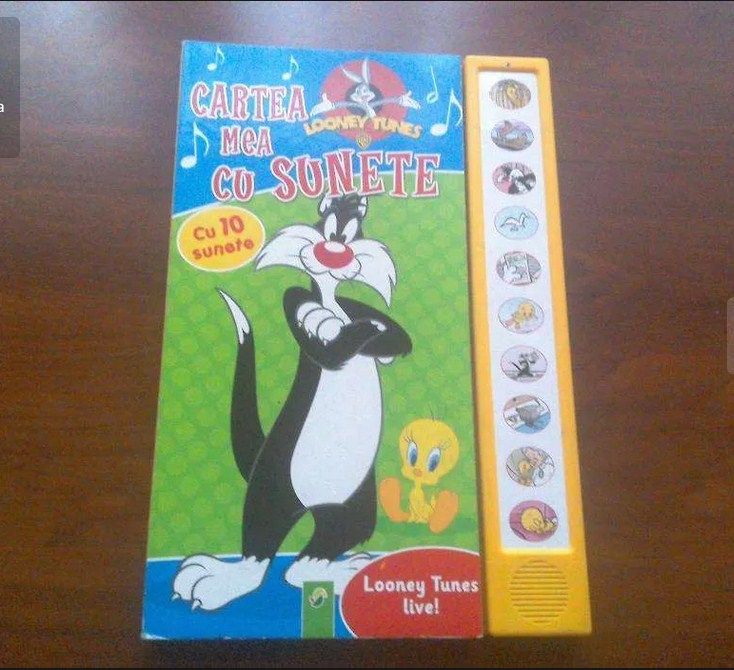 CARTEA
MeA
CU SUNETE
LOONEY TUNES
Cu 10
sunete
Looney Tunes
live!
a